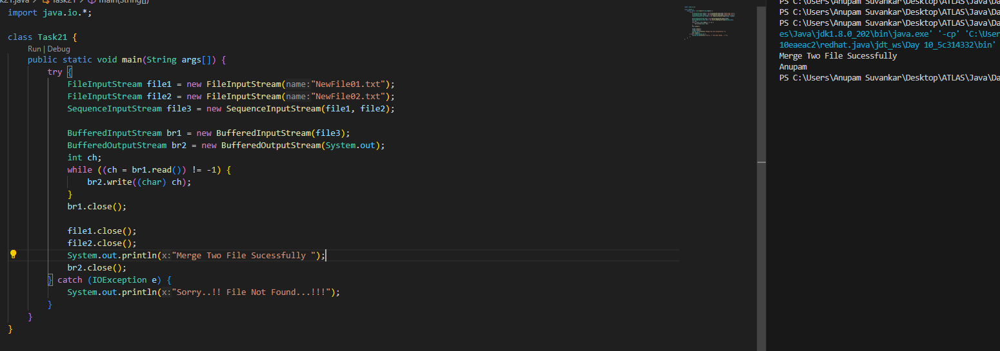 k21.java > Task21 > main(String[])
import java.io.*;
class Task21 {
Run | Debug
public static void main(String args[]) {
try {
FileInputStream file1 = new FileInputStream(name:"NewFile01.txt");
FileInputStream file2 = new FileInputStream(name:"NewFile02.txt");
SequenceInputStream file3 = new SequenceInputStream(file1, file2);
BufferedInputStream br1 = new BufferedInputStream(file3);
BufferedOutputStream br2 = new BufferedOutputStream(System.out);
int ch;
while ((ch = br1.read()) != -1) {
br2.write((char) ch);
}
br1.close();
file1.close();
file2.close();
System.out.println(x:"Merge Two File Sucessfully ");
br2.close();
} catch (IOException e) {
System.out.println(x:"Sorry..!! File Not Found...!!!");
}
}
}
PS C:\Users\Anupam Suvankar\Desktop\ATLAS\Java\Da
PS C:\Users\Anupam Suvankar\Desktop\ATLAS\Java\Da
PS C:\Users\Anupam Suvankar\Desktop\ATLAS\Java\Da
es\Java\jdk1.8.0_202\bin\java.exe' '-cp' 'C:\User
10eaeac2\redhat.java\jdt_ws\Day 10_5c314332\bin'
Merge Two File Sucessfully
Anupam
PS C:\Users\Anupam Suvankar\Desktop\ATLAS\Java\Da